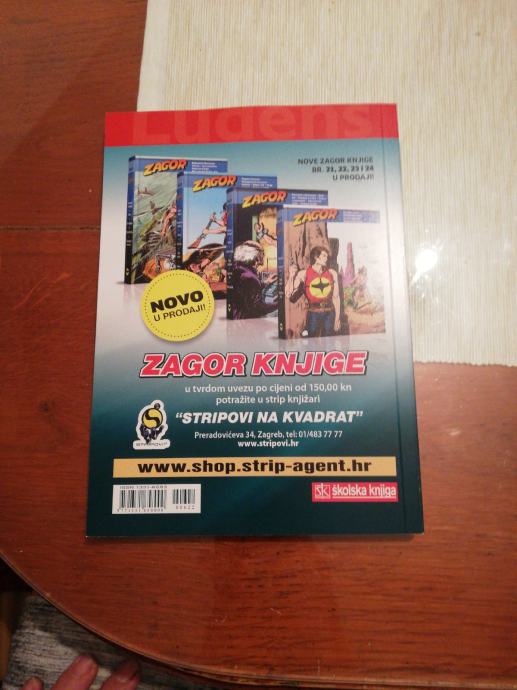 Ludens
NOVE ZAGOR KNJIGE
BR. 21, 22, 23 I 24
U PRODAJI!
ZAGOR
ZAGOR
ZAGOR
ZAGOR
NOVO
U PRODAJI!
ZAGOR KNJIGE
u tvrdom uvezu po cijeni od 150,00 kn
potražite u strip knjižari
"STRIPOVI NA KVADRAT"
Preradovićeva 34, Zagreb, tel: 01/483 77 77
www.stripovi.hr
STRIPOVI²
www.shop.strip-agent.hr
00622
školska knjiga